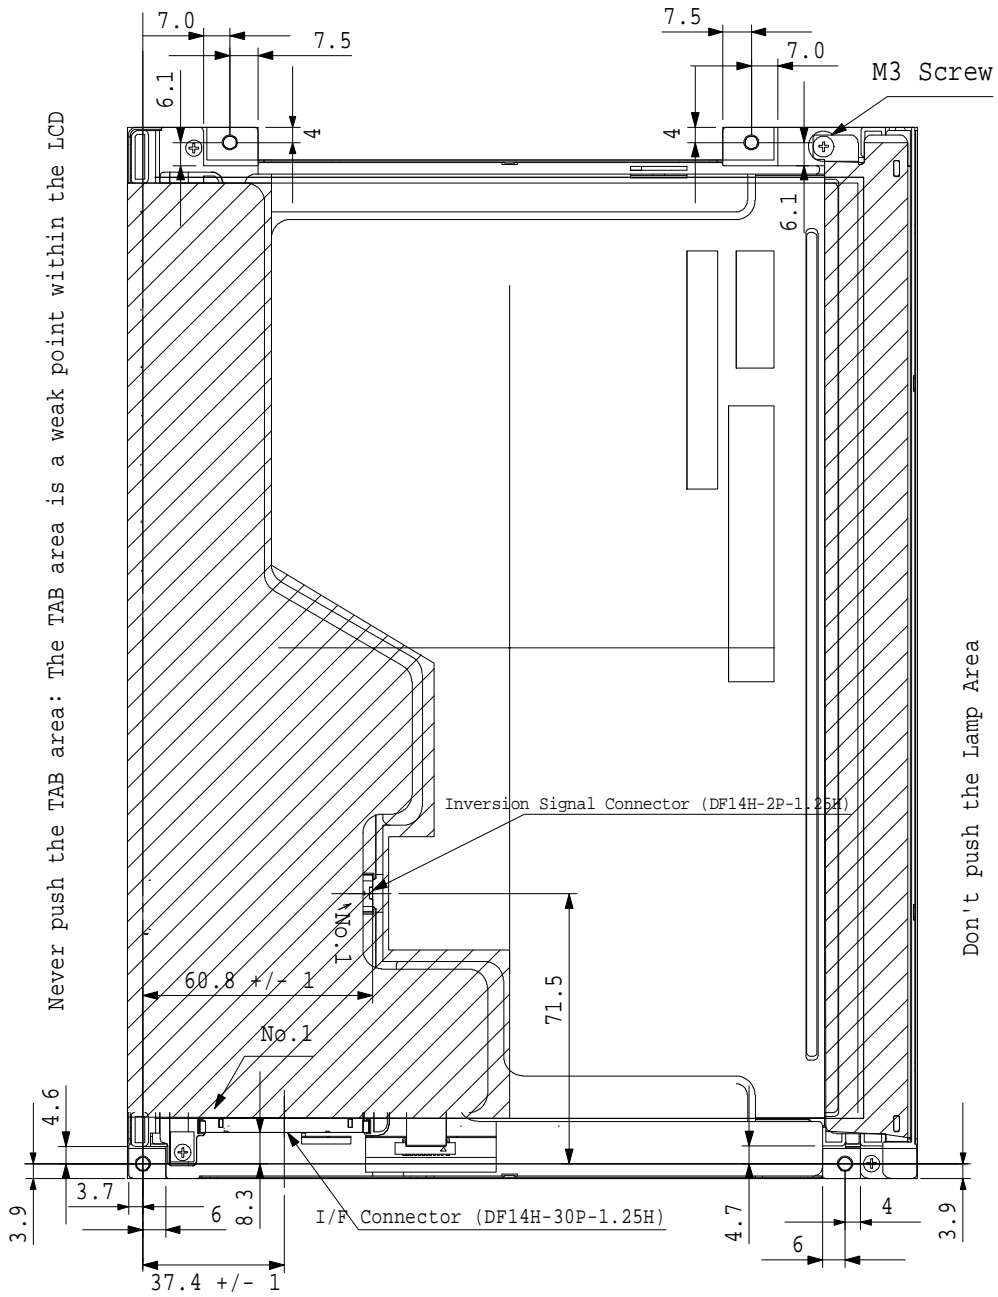 7.0
7.5
7.5
7.0
M3 Screw
6.1
4
4
6.1
Never push the TAB area: The TAB area is a weak point within the LCD
Don't push the Lamp Area
Inversion Signal Connector (DF14H-2P-1.25H)
No.1
60.8 +/- 1
71.5
No.1
4.6
3.7
3.9
6
8.3
I/F Connector (DF14H-30P-1.25H)
4.7
4
3.9
6
37.4 +/- 1